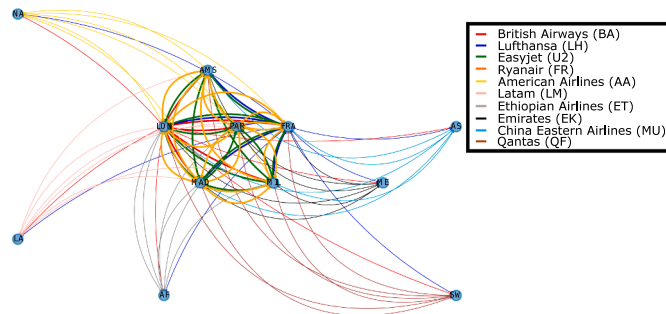 NA
AMS
LON
PAR
FRA
AS
MAD
MIL
ME
LA
AF
SW
British Airways (BA)
Lufthansa (LH)
Easyjet (U2)
Ryanair (FR)
American Airlines (AA)
Latam (LM)
Ethiopian Airlines (ET)
Emirates (EK)
China Eastern Airlines (MU)
Qantas (QF)